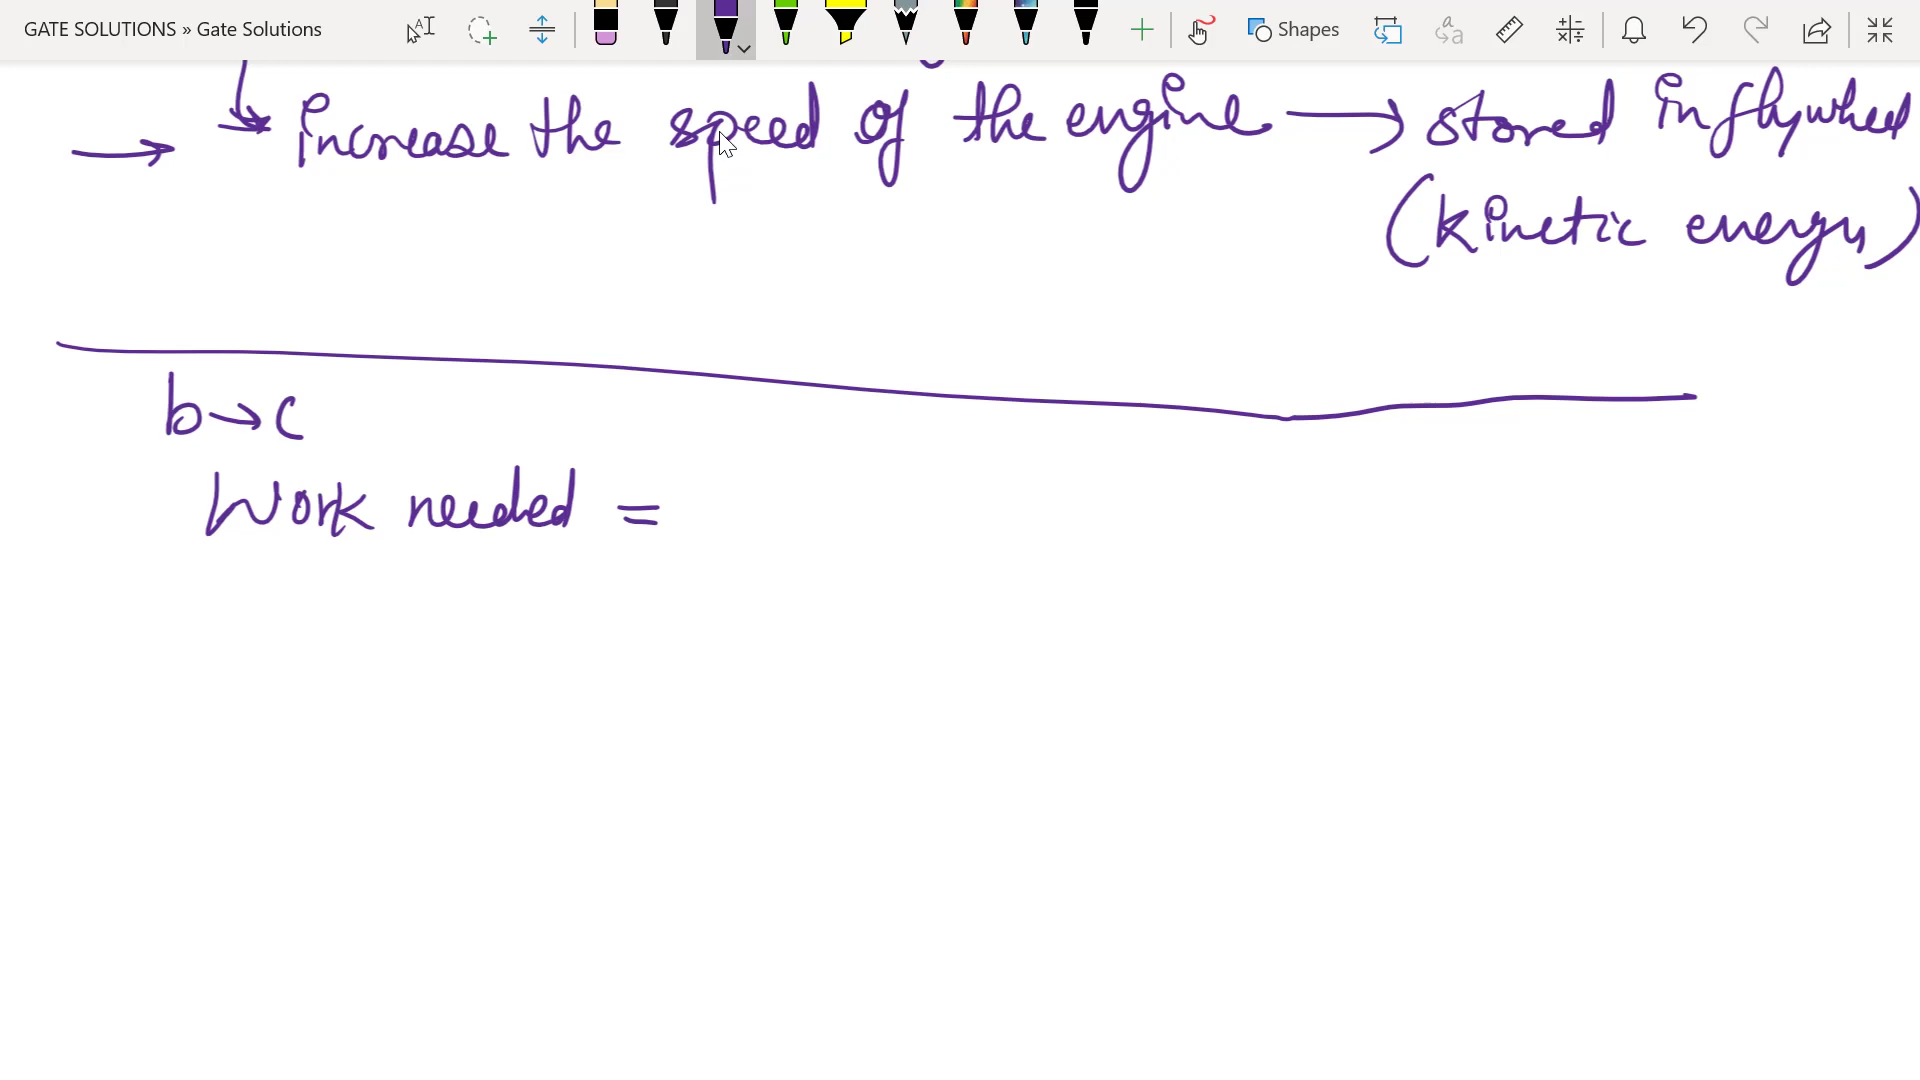 GATE SOLUTIONS » Gate Solutions
Shapes
→ Increase the speed of the engine → stored in flywheel
(Kinetic energy)
b→c
Work needed =